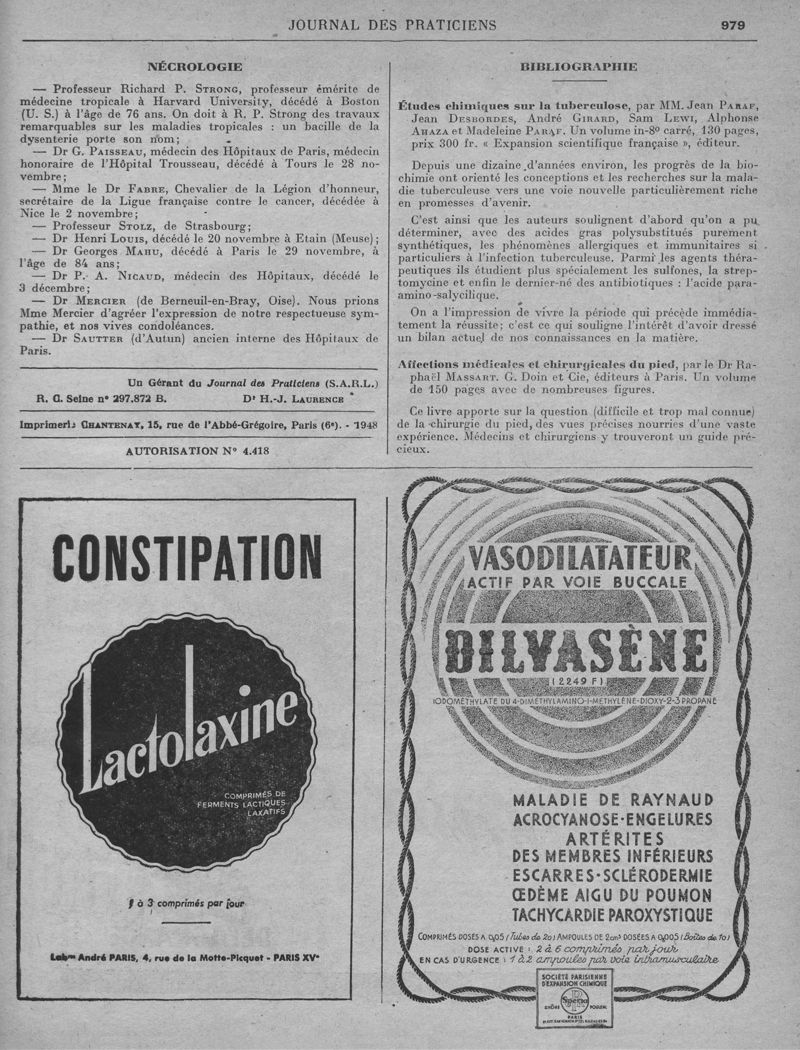 JOURNAL DES PRATICIENS 979
NÉCROLOGIE
— Professeur Richard P. STRONG, professeur émérite de
médecine tropicale à Harvard University, décédé à Boston
(U. S.) à l'âge de 76 ans. On doit à R. P. Strong des travaux
remarquables sur les maladies tropicales : un bacille de la
dysenterie porte son nom;
— Dr G. PAISSEAU, médecin des Hôpitaux de Paris, médecin
honoraire de l'Hôpital Trousseau, décédé à Tours le 28 no-
vembre;
— Mme le Dr FABRE, Chevalier de la Légion d'honneur,
secrétaire de la Ligue française contre le cancer, décédée à
Nice le 2 novembre;
— Professeur STOLZ, de Strasbourg;
— Dr Henri LOUIS, décédé le 20 novembre à Etain (Meuse);
— Dr Georges MAHU, décédé à Paris le 29 novembre, à
l'âge de 84 ans;
— Dr P. A. NICAUD, médecin des Hôpitaux, décédé le
3 décembre;
— Dr MERCIER (de Berneuil-en-Bray, Oise). Nous prions
Mme Mercier d'agréer l'expression de notre respectueuse sym-
pathie, et nos vives condoléances.
— Dr SAUTTER (d'Autun) ancien interne des Hôpitaux de
Paris.
Un Gérant du Journal des Praticiens (S.A.R.L.)
R. C. Seine n° 297.872 B. Dr H.-J. LAURENCE
Imprimerie CHANTENAY, 15, rue de l'Abbé-Grégoire, Paris (6e). - 1948
AUTORISATION N° 4.418
BIBLIOGRAPHIE
Études chimiques sur la tuberculose, par MM. Jean PARAF,
Jean DESBORDES, André GIRARD, Sam LEWI, Alphonse
AHAZA et Madeleine PARAF. Un volume in-8° carré, 130 pages,
prix 300 fr. « Expansion scientifique française », éditeur.
Depuis une dizaine d'années environ, les progrès de la bio-
chimie ont orienté les conceptions et les recherches sur la mala-
die tuberculeuse vers une voie nouvelle particulièrement riche
en promesses d'avenir.
C'est ainsi que les auteurs soulignent d'abord qu'on a pu
déterminer, avec des acides gras polysubstitués purement
synthétiques, les phénomènes allergiques et immunitaires si
particuliers à l'infection tuberculeuse. Parmi les agents théra-
peutiques ils étudient plus spécialement les sulfones, la strep-
tomycine et enfin le dernier-né des antibiotiques : l'acide para-
amino-salycilique.
On a l'impression de vivre la période qui précède immédia-
tement la réussite; c'est ce qui souligne l'intérêt d'avoir dressé
un bilan actuel de nos connaissances en la matière.
Affections médicales et chirurgicales du pied, par le Dr Ra-
phaël MASSART. G. Doin et Cie, éditeurs à Paris. Un volume
de 150 pages avec de nombreuses figures.
Ce livre apporte sur la question (difficile et trop mal connue)
de la chirurgie du pied, des vues précises nourries d'une vaste
expérience. Médecins et chirurgiens y trouveront un guide pré-
cieux.
CONSTIPATION
Lactolaxine
COMPRIMÉS DE
FERMENTS LACTIQUES
LAXATIFS
1 à 3 comprimés par jour
Labres André PARIS, 4, rue de la Motte-Picquet - PARIS XVe
VASODILATATEUR
ACTIF PAR VOIE BUCCALE
DILVASÈNE
(2249 F)
IODOMÉTHYLATE DU 4-DIMÉTHYLAMINO-1-MÉTHYLÈNE-DIOXY-2-3 PROPANE
MALADIE DE RAYNAUD
ACROCYANOSE·ENGELURES
ARTÉRITES
DES MEMBRES INFÉRIEURS
ESCARRES·SCLÉRODERMIE
ŒDÈME AIGU DU POUMON
TACHYCARDIE PAROXYSTIQUE
COMPRIMÉS DOSÉS A 0,05 (Tubes de 20) AMPOULES DE 2cm³ DOSÉES A 0,005 (Boîtes de 10)
DOSE ACTIVE : 2 à 6 comprimés par jour
EN CAS D'URGENCE : 1 à 2 ampoules par voie intramusculaire
SOCIÉTÉ PARISIENNE
D'EXPANSION CHIMIQUE
Specia
RHÔNE POULENC
PARIS